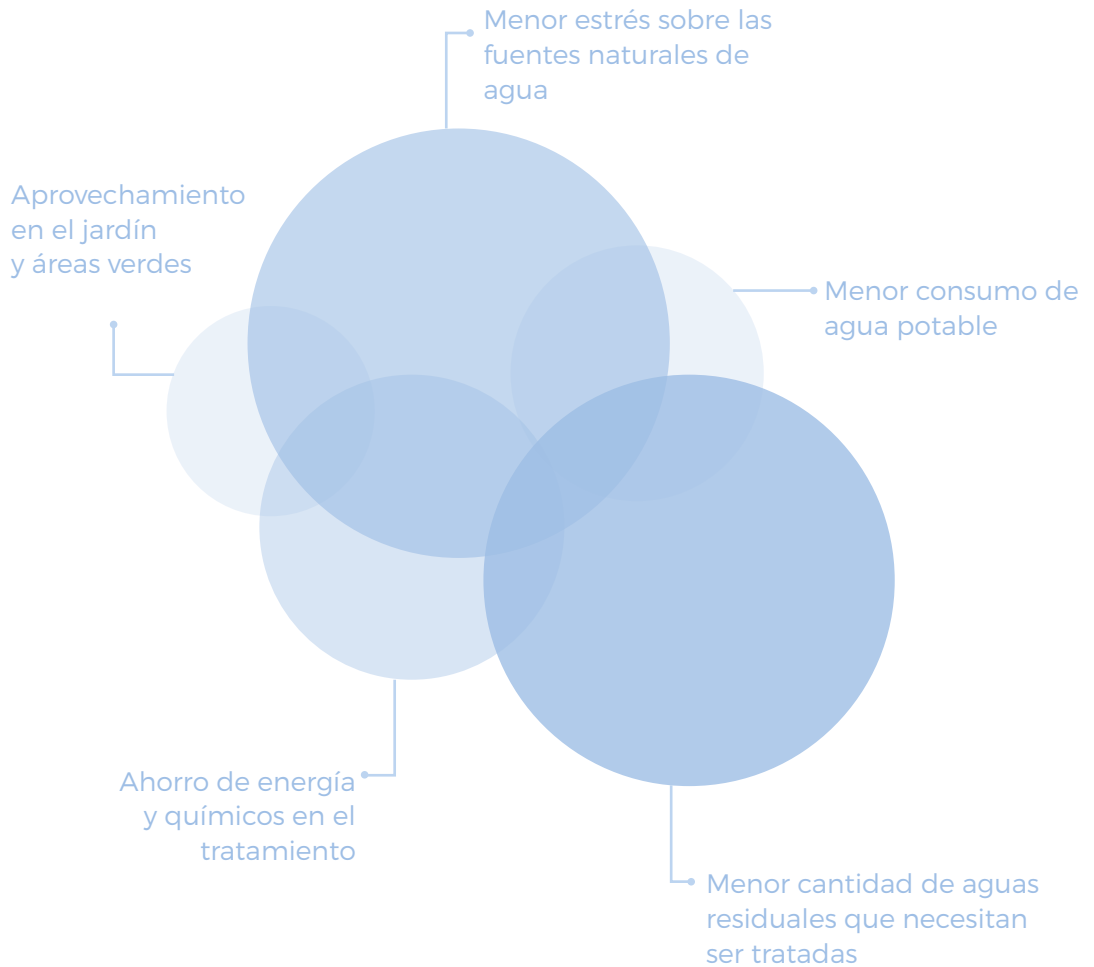 Menor estrés sobre las
fuentes naturales de
agua
Aprovechamiento
en el jardín
y áreas verdes
Menor consumo de
agua potable
Ahorro de energía
y químicos en el
tratamiento
Menor cantidad de aguas
residuales que necesitan
ser tratadas